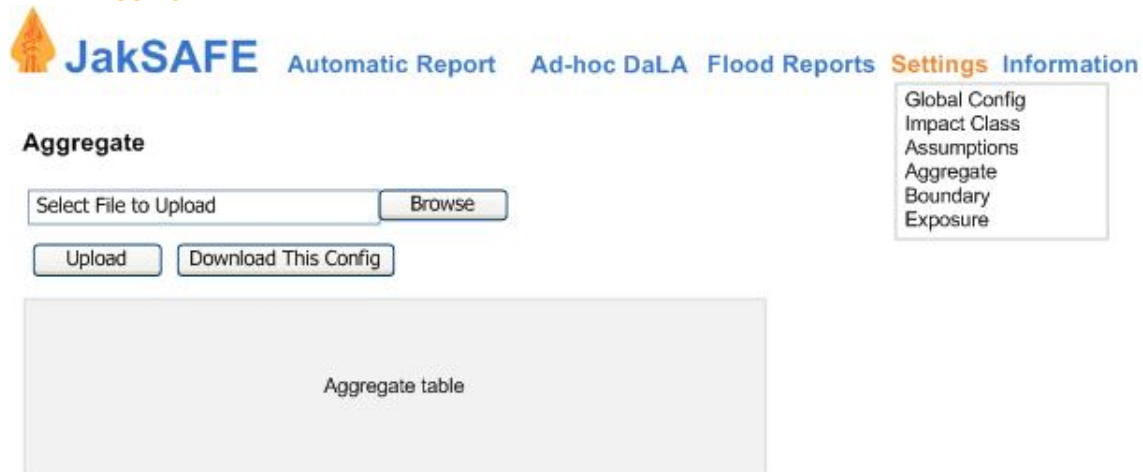 JakSAFE Automatic Report Ad-hoc DaLA Flood Reports Settings Information
Global Config
Impact Class
Assumptions
Aggregate
Boundary
Exposure
Aggregate
Select File to Upload Browse
Upload Download This Config
Aggregate table